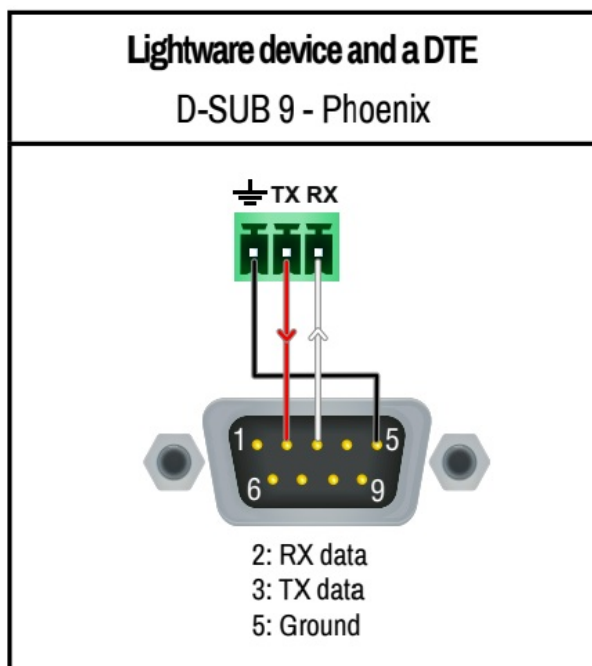 Lightware device and a DTE
D-SUB 9 - Phoenix
TX RX
1 5
6 9
2: RX data
3: TX data
5: Ground